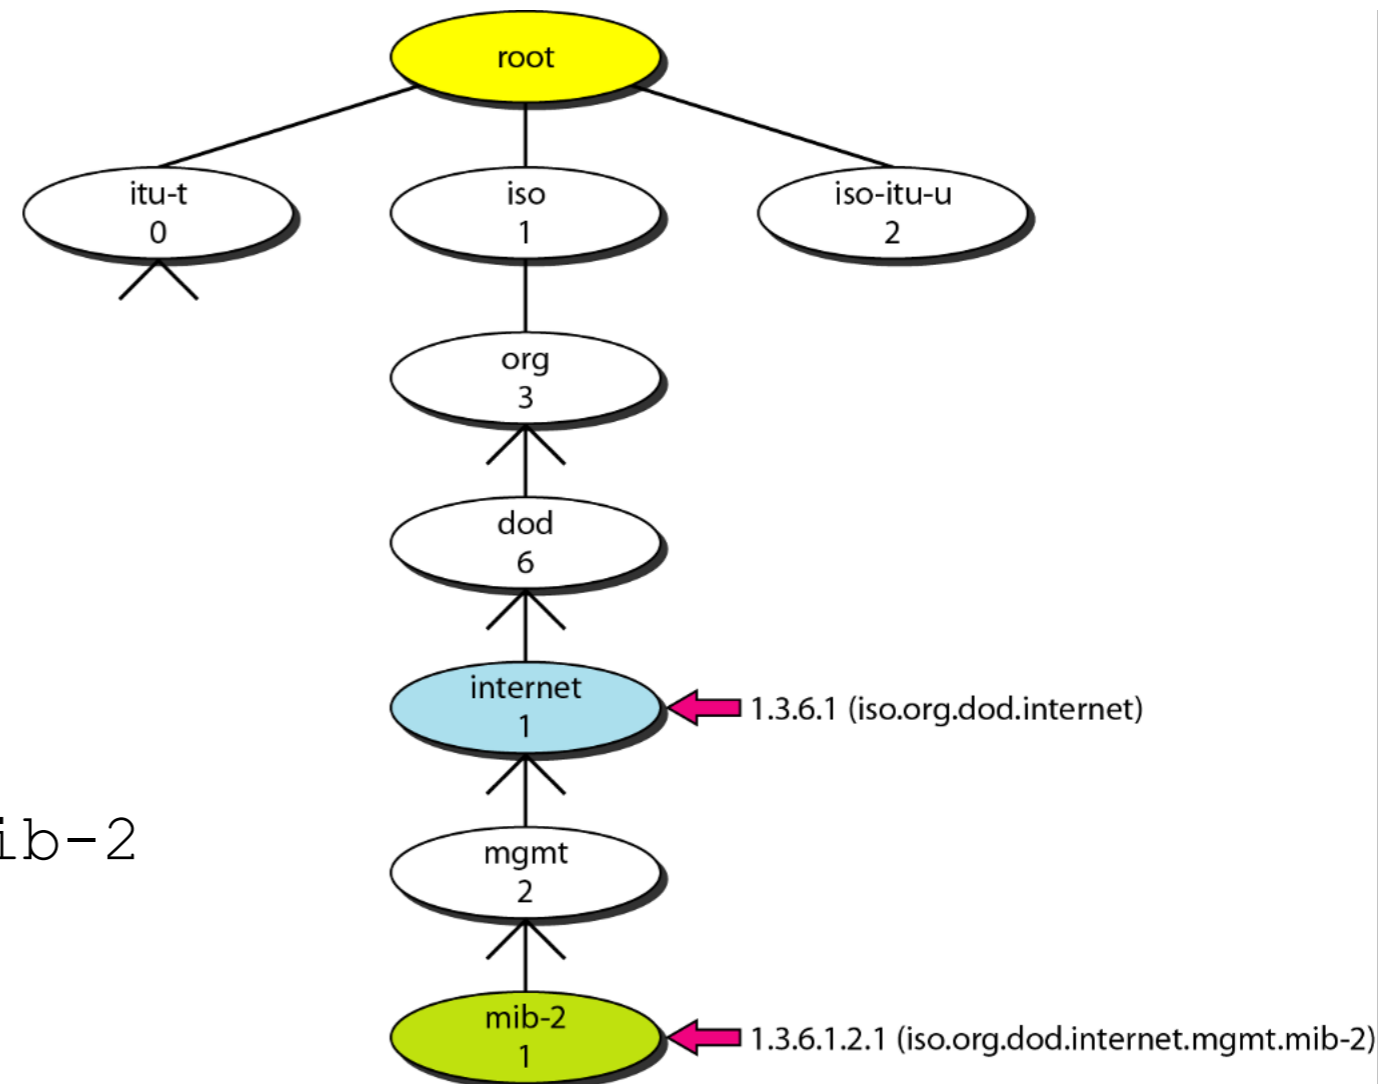 root
itu-t
0
iso
1
iso-itu-u
2
org
3
dod
6
internet
1
1.3.6.1 (iso.org.dod.internet)
ib-2
mgmt
2
mib-2
1
1.3.6.1.2.1 (iso.org.dod.internet.mgmt.mib-2)